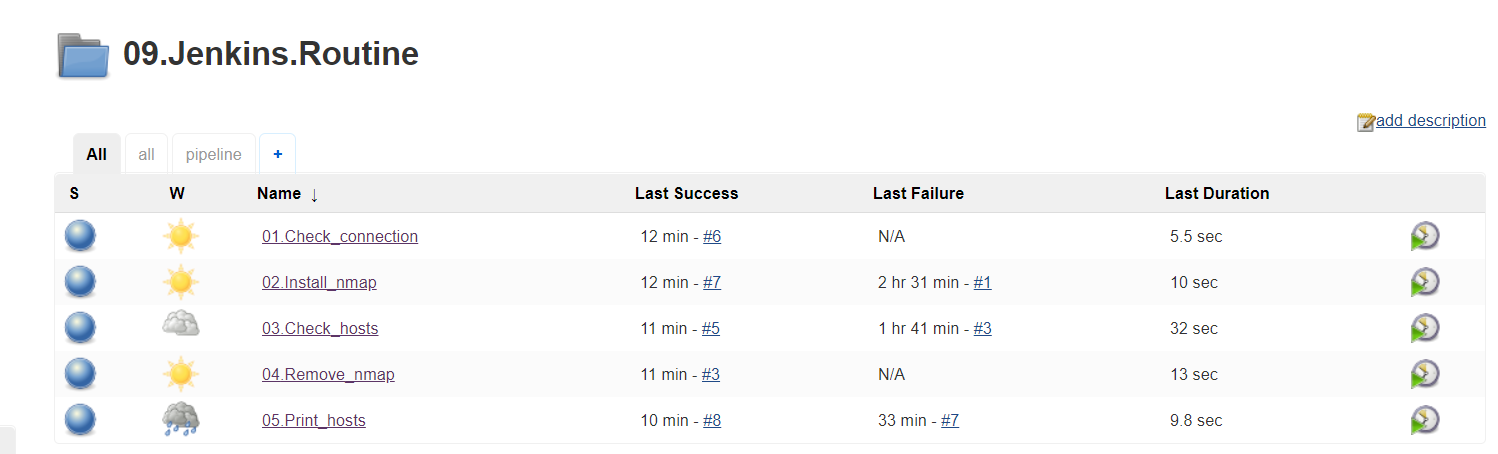 09.Jenkins.Routine
add description
All all pipeline +
S W Name ↓ Last Success Last Failure Last Duration
01.Check_connection 12 min - #6 N/A 5.5 sec
02.Install_nmap 12 min - #7 2 hr 31 min - #1 10 sec
03.Check_hosts 11 min - #5 1 hr 41 min - #3 32 sec
04.Remove_nmap 11 min - #3 N/A 13 sec
05.Print_hosts 10 min - #8 33 min - #7 9.8 sec